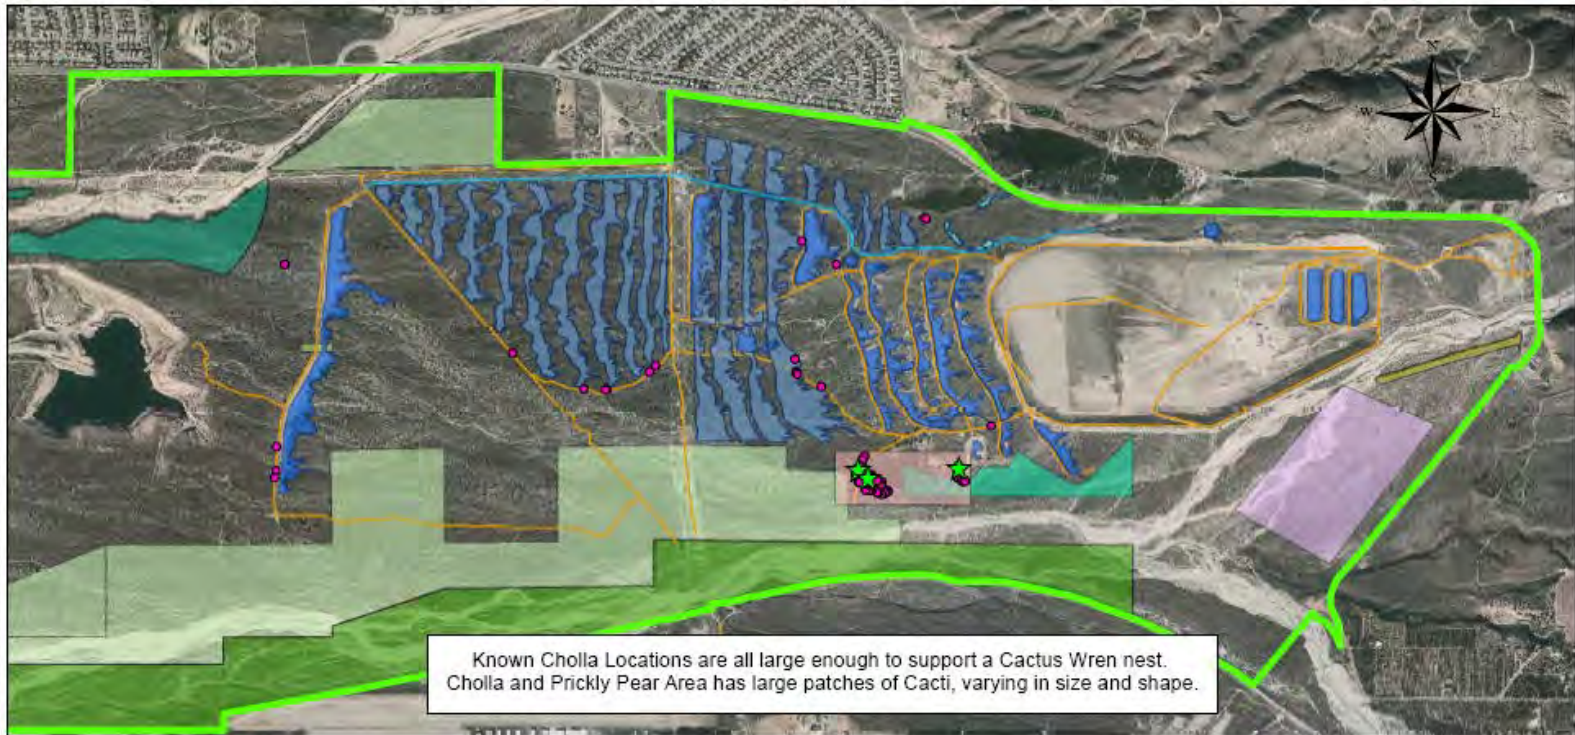 N
W
E
Known Cholla Locations are all large enough to support a Cactus Wren nest.
Cholla and Prickly Pear Area has large patches of Cacti, varying in size and shape.